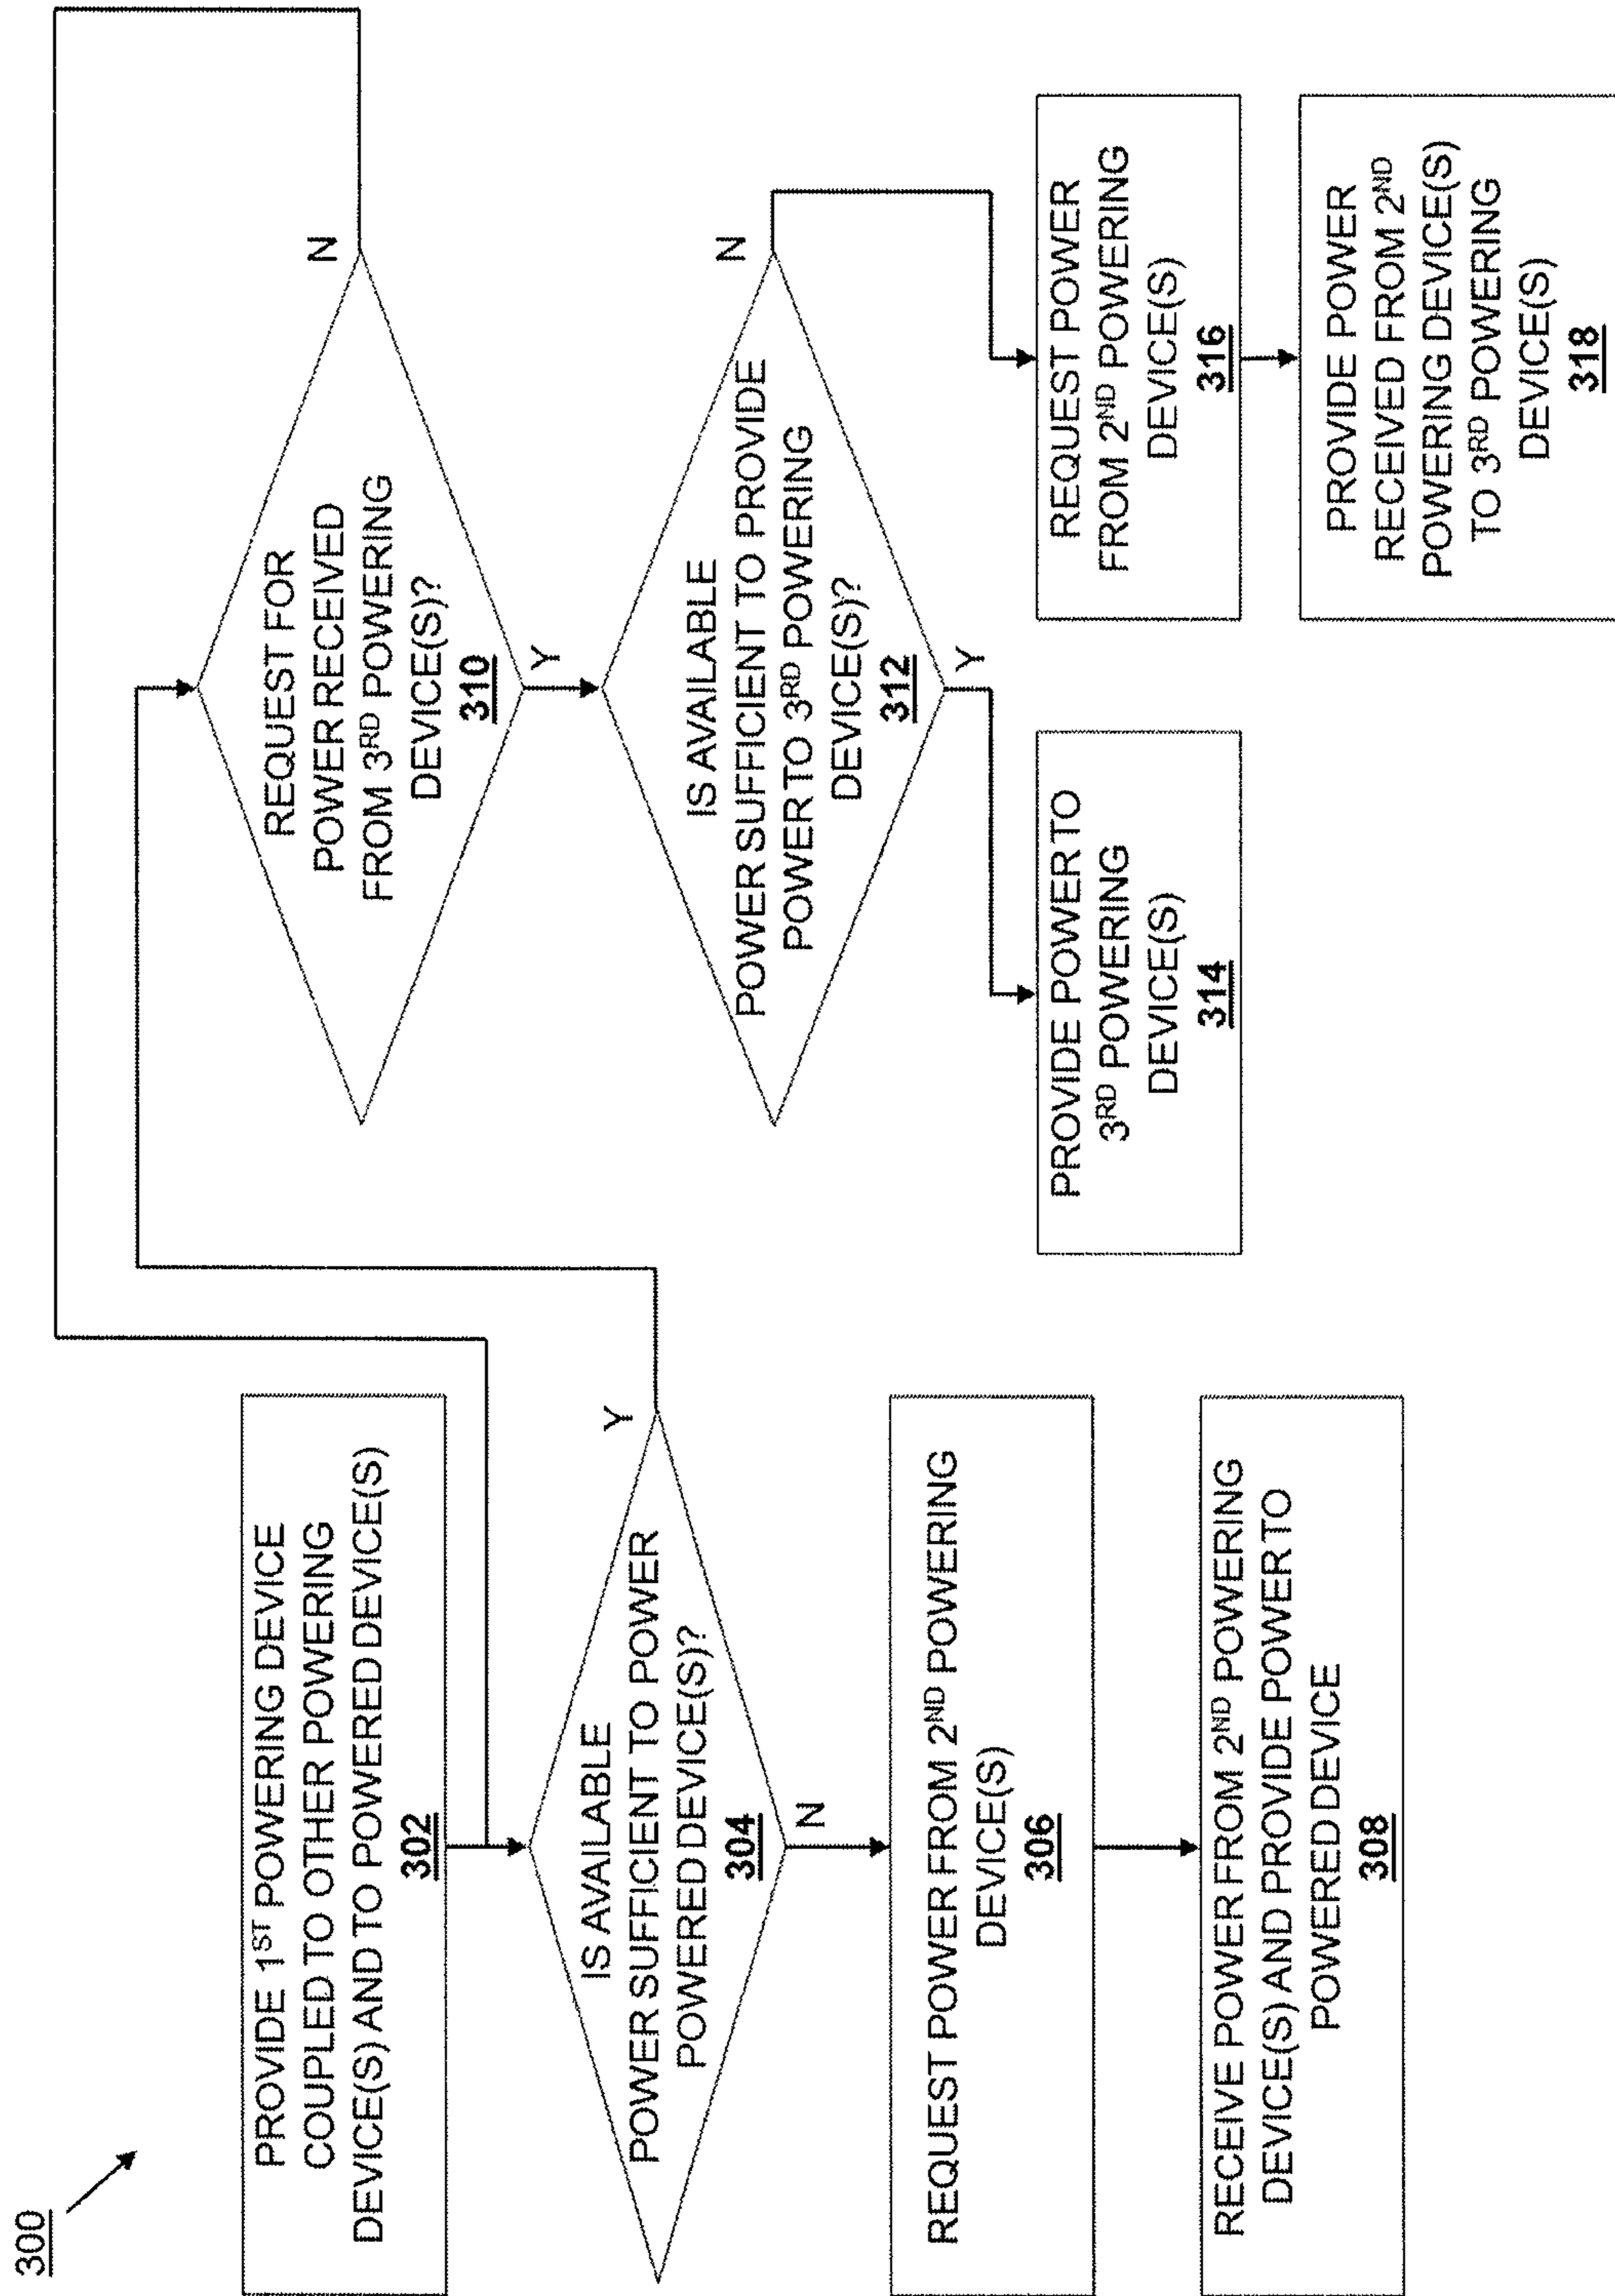 300
PROVIDE 1ST POWERING DEVICE
COUPLED TO OTHER POWERING
DEVICE(S) AND TO POWERED DEVICE(S)
302
IS AVAILABLE
POWER SUFFICIENT TO POWER
POWERED DEVICE(S)?
304
Y
N
REQUEST POWER FROM 2ND POWERING
DEVICE(S)
306
RECEIVE POWER FROM 2ND POWERING
DEVICE(S) AND PROVIDE POWER TO
POWERED DEVICE
308
REQUEST FOR
POWER RECEIVED
FROM 3RD POWERING
DEVICE(S)?
310
N
Y
IS AVAILABLE
POWER SUFFICIENT TO PROVIDE
POWER TO 3RD POWERING
DEVICE(S)?
312
N
Y
PROVIDE POWER TO
3RD POWERING
DEVICE(S)
314
REQUEST POWER
FROM 2ND POWERING
DEVICE(S)
316
PROVIDE POWER
RECEIVED FROM 2ND
POWERING DEVICE(S)
TO 3RD POWERING
DEVICE(S)
318